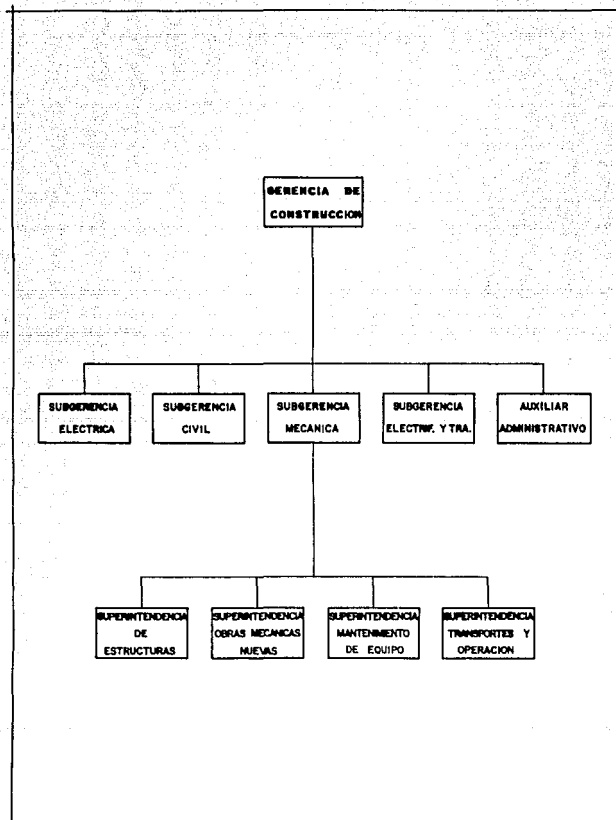 GERENCIA DE
CONSTRUCCION
SUBGERENCIA
ELECTRICA
SUBGERENCIA
CIVIL
SUBGERENCIA
MECANICA
SUBGERENCIA
ELECTRIF. Y TRA.
AUXILIAR
ADMINISTRATIVO
SUPERINTENDENCIA
DE
ESTRUCTURAS
SUPERINTENDENCIA
OBRAS MECANICAS
NUEVAS
SUPERINTENDENCIA
MANTENIMIENTO
DE EQUIPO
SUPERINTENDENCIA
TRANSPORTES Y
OPERACION